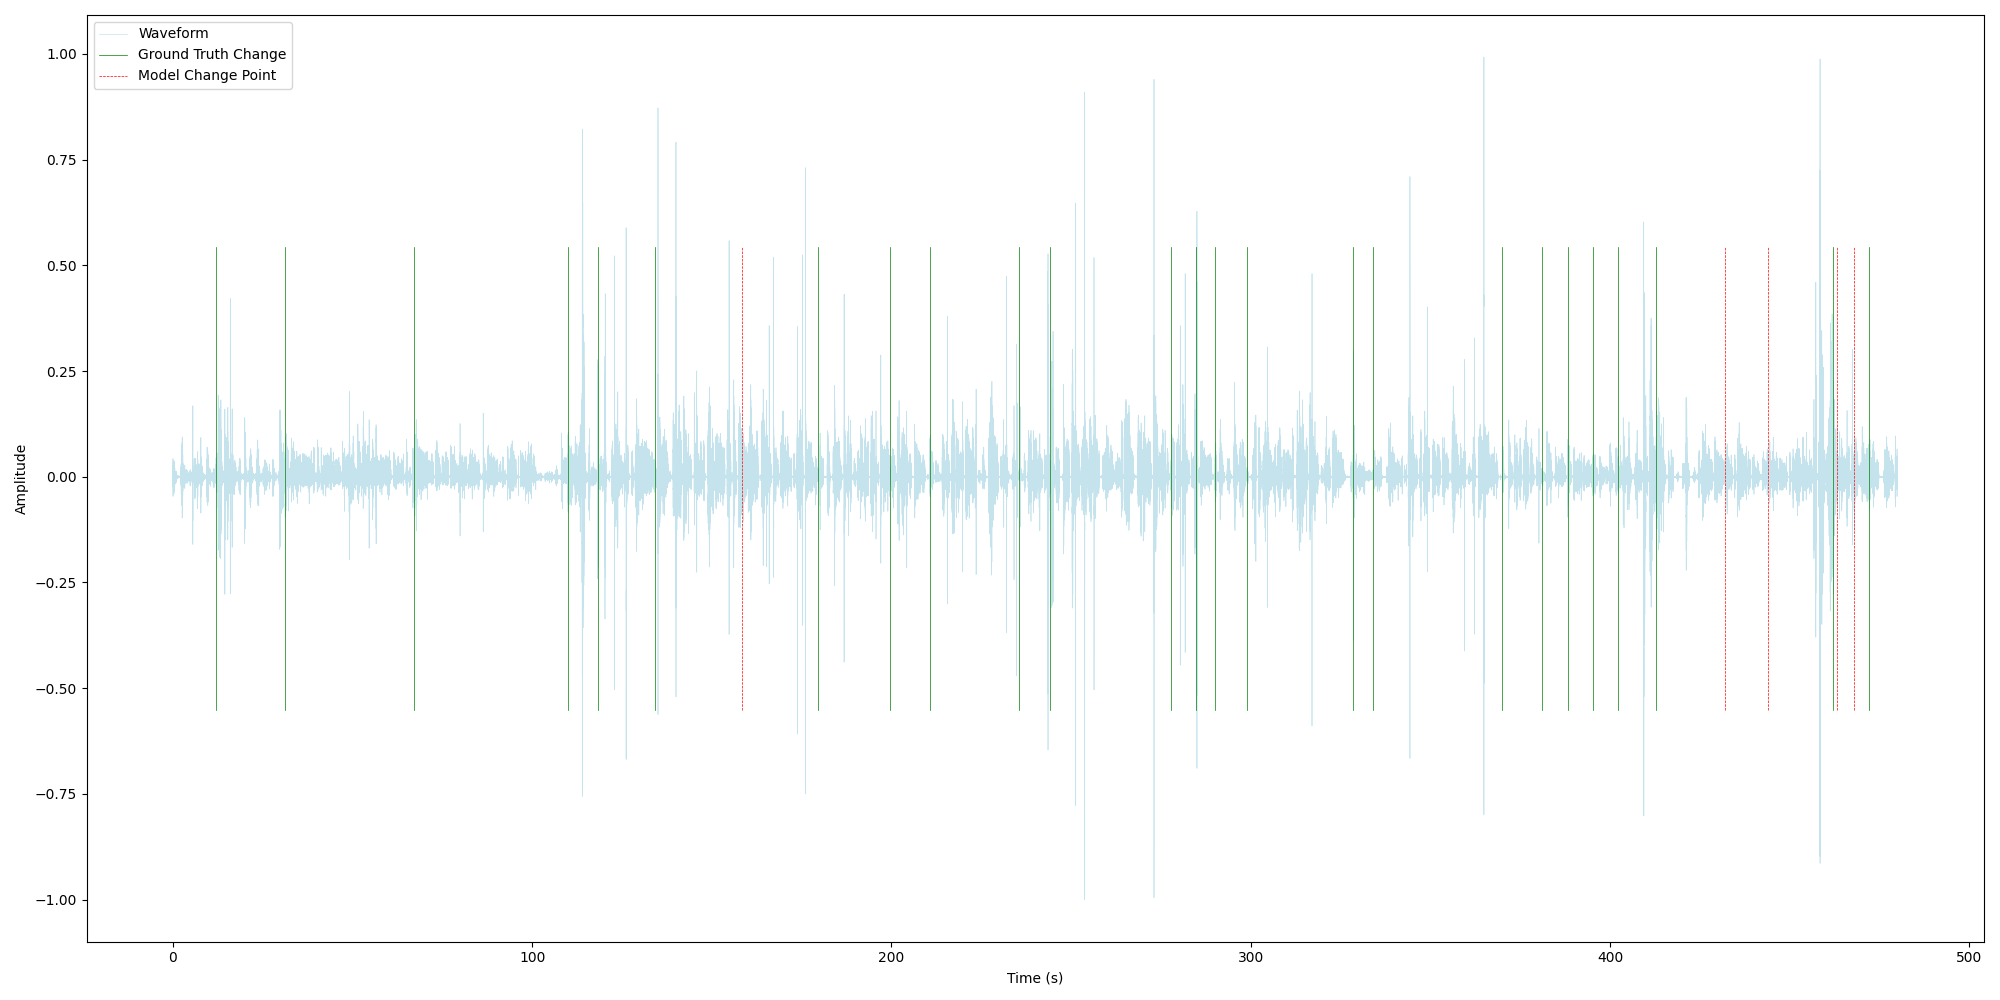 Waveform
Ground Truth Change
Model Change Point
1.00
0.75
0.50
0.25
0.00
−0.25
−0.50
−0.75
−1.00
Amplitude
0 100 200 300 400 500
Time (s)